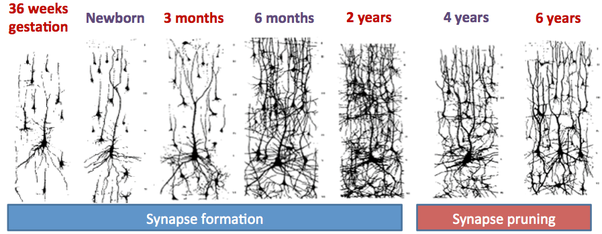 36 weeks
gestation
Newborn
3 months
6 months
2 years
4 years
6 years
Synapse formation
Synapse pruning